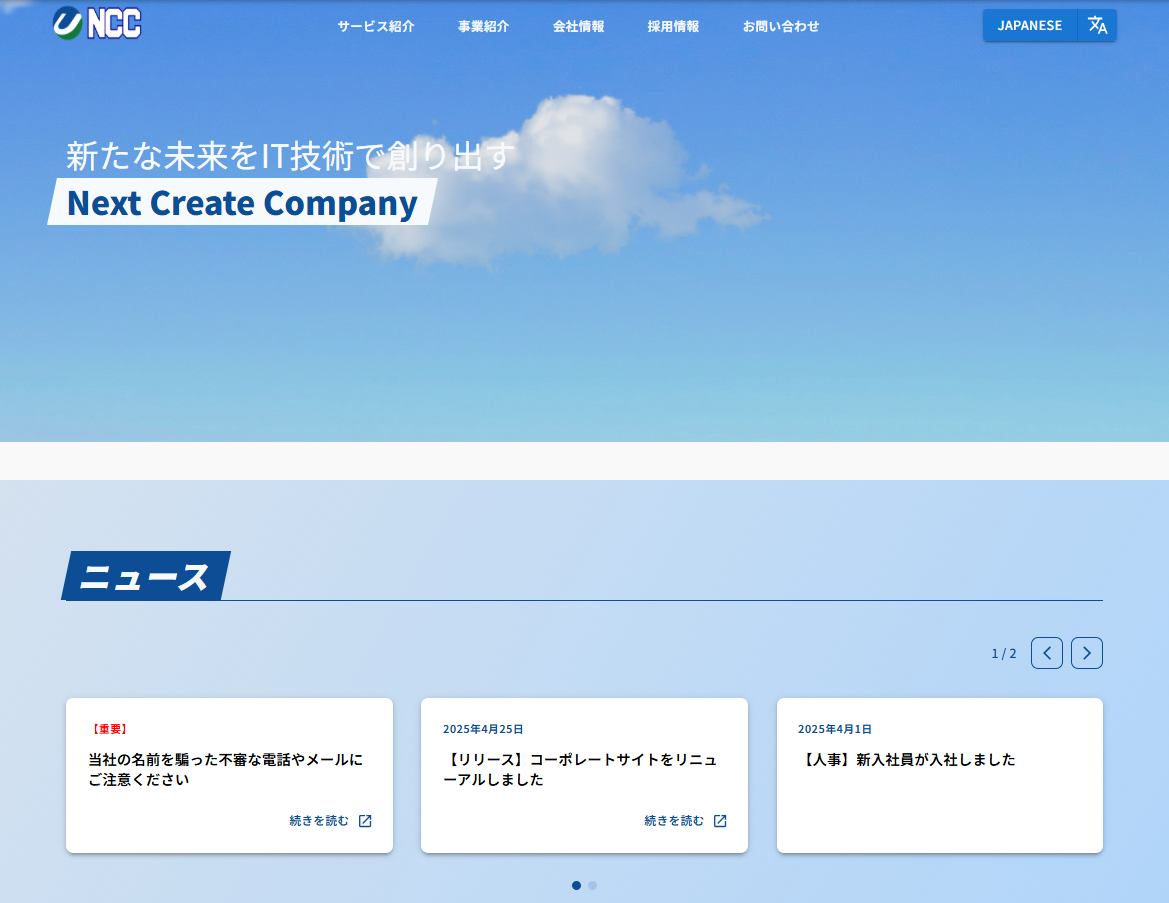 NCC
サービス紹介
事業紹介
会社情報
採用情報
お問い合わせ
JAPANESE
新たな未来をIT技術で創り出す
Next Create Company
ニュース
1 / 2
【重要】
当社の名前を騙った不審な電話やメールに
ご注意ください
続きを読む
2025年4月25日
【リリース】コーポレートサイトをリニュ
ーアルしました
続きを読む
2025年4月1日
【人事】新入社員が入社しました